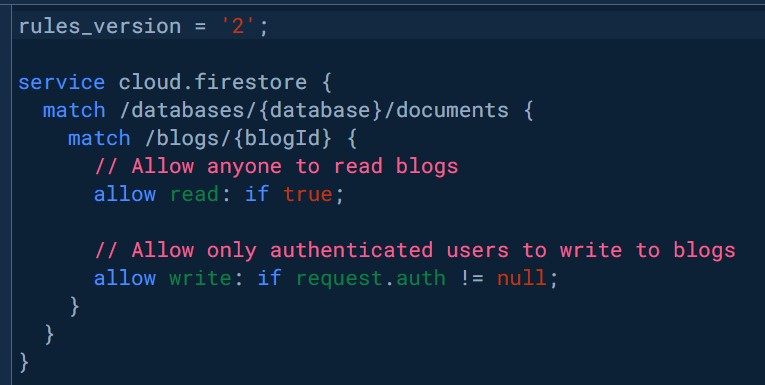 rules_version = '2';
service cloud.firestore {
match /databases/{database}/documents {
match /blogs/{blogId} {
// Allow anyone to read blogs
allow read: if true;
// Allow only authenticated users to write to blogs
allow write: if request.auth != null;
}
}
}